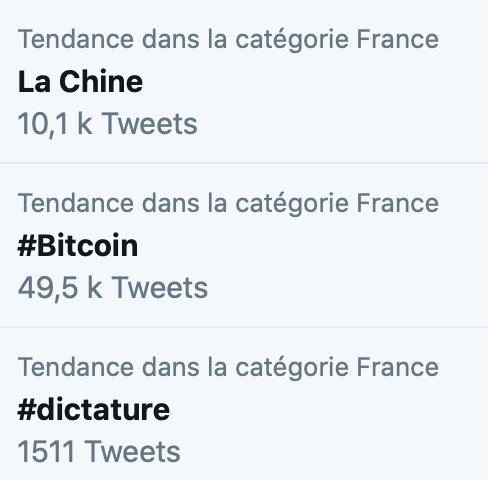 Tendance dans la catégorie France
La Chine
10,1 k Tweets
Tendance dans la catégorie France
#Bitcoin
49,5 k Tweets
Tendance dans la catégorie France
#dictature
1511 Tweets